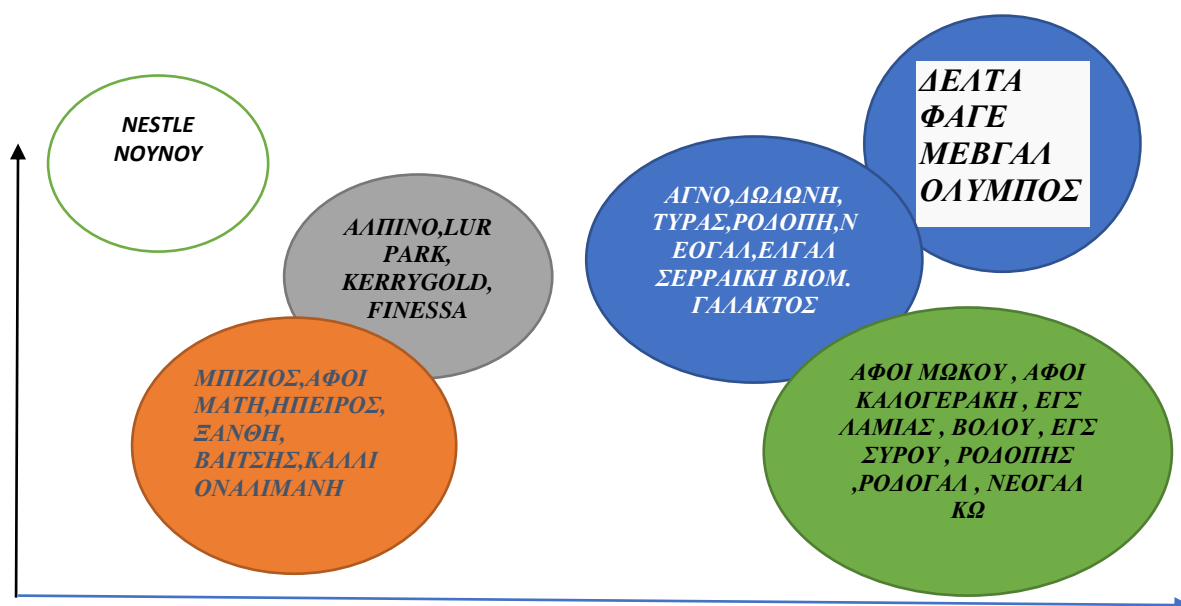 NESTLE
ΝΟΥΝΟΥ
ΔΕΛΤΑ
ΦΑΓΕ
ΜΕΒΓΑΛ
ΟΛΥΜΠΟΣ
ΑΛΠΙΝΟ,LUR
PARK,
KERRYGOLD,
FINESSA
ΑΓΝΟ,ΔΩΔΩΝΗ,
ΤΥΡΑΣ,ΡΟΔΟΠΗ,Ν
ΕΟΓΑΛ,ΕΛΓΑΛ
ΣΕΡΡΑΙΚΗ ΒΙΟΜ.
ΓΑΛΑΚΤΟΣ
ΜΠΙΖΙΟΣ,ΑΦΟΙ
ΜΑΤΗ,ΗΠΕΙΡΟΣ,
ΞΑΝΘΗ,
ΒΑΙΤΣΗΣ,ΚΑΛΛΙ
ΟΝΑΛΙΜΑΝΗ
ΑΦΟΙ ΜΩΚΟΥ , ΑΦΟΙ
ΚΑΛΟΓΕΡΑΚΗ , ΕΓΣ
ΛΑΜΙΑΣ , ΒΟΛΟΥ , ΕΓΣ
ΣΥΡΟΥ , ΡΟΔΟΠΗΣ
,ΡΟΔΟΓΑΛ , ΝΕΟΓΑΛ
ΚΩ